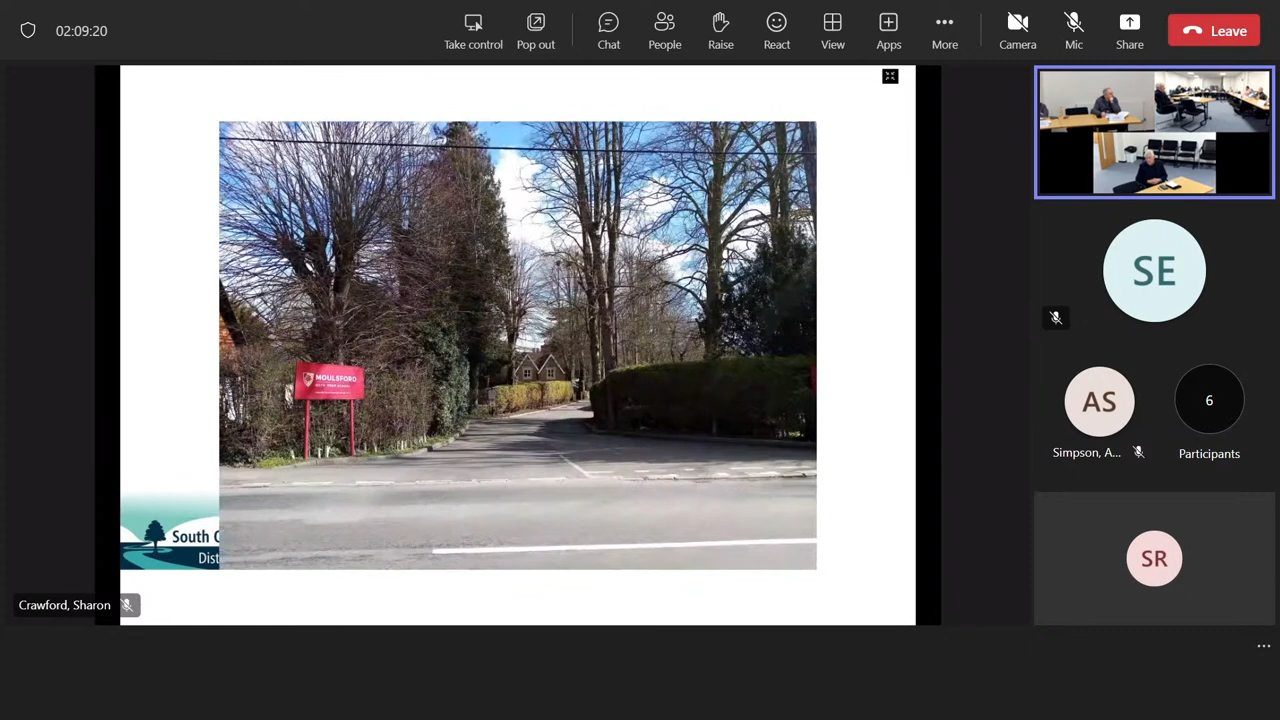 02:09:20
Take control
Pop out
Chat
People
Raise
React
View
Apps
More
Camera
Mic
Share
Leave
MOULSFORD
South
Dist
SE
AS
6
Simpson, A...
Participants
SR
Crawford, Sharon